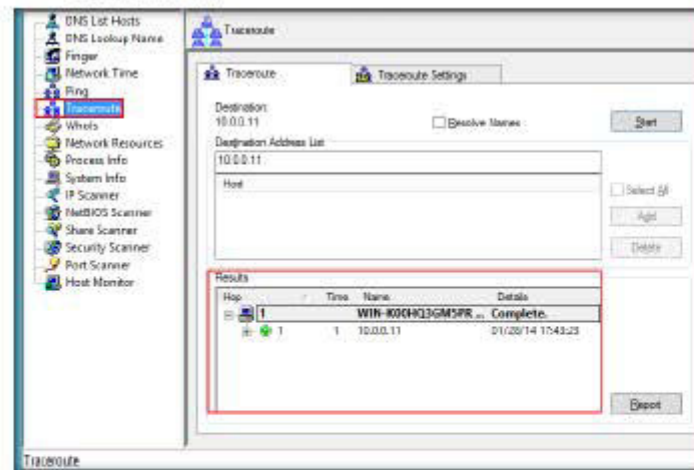 DNS List Hosts
DNS Lookup Name
Finger
Network Time
Ping
Traceroute
WhoIs
Network Resources
Process Info
System Info
IP Scanner
NetBIOS Scanner
Share Scanner
Security Scanner
Port Scanner
Host Monitor
Traceroute
Traceroute
Traceroute Settings
Destination:
10.0.0.11
Resolve Names
Start
Destination Address List
10.0.0.11
Host
Select All
Add
Delete
Results
Hop Time Name Details
1 WIN-K00HQ3GM5PR ... Complete.
1 1 10.0.0.11 01/28/14 17:43:23
Report
Traceroute